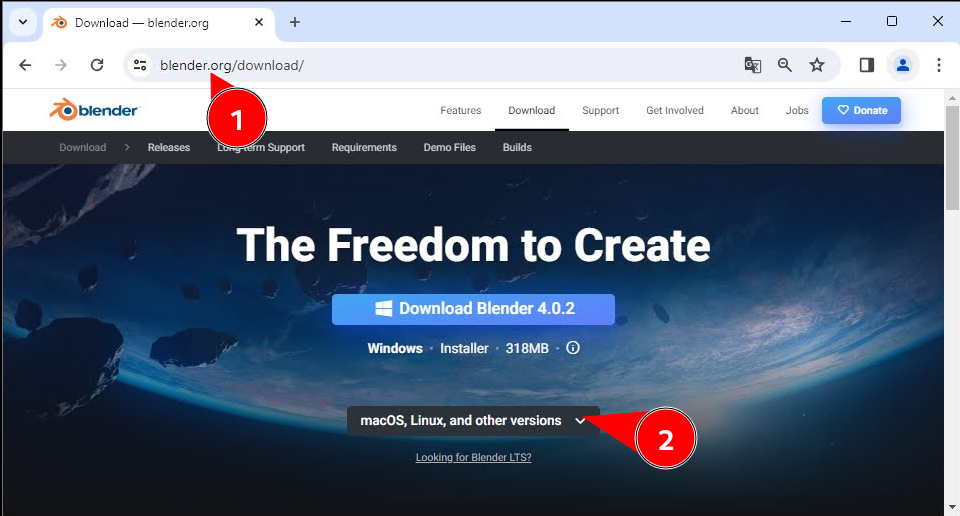 Download — blender.org
blender.org/download/
1
blender
Features Download Support Get Involved About Jobs Donate
Download Releases Long-term Support Requirements Demo Files Builds
The Freedom to Create
Download Blender 4.0.2
Windows · Installer · 318MB ·
macOS, Linux, and other versions
2
Looking for Blender LTS?